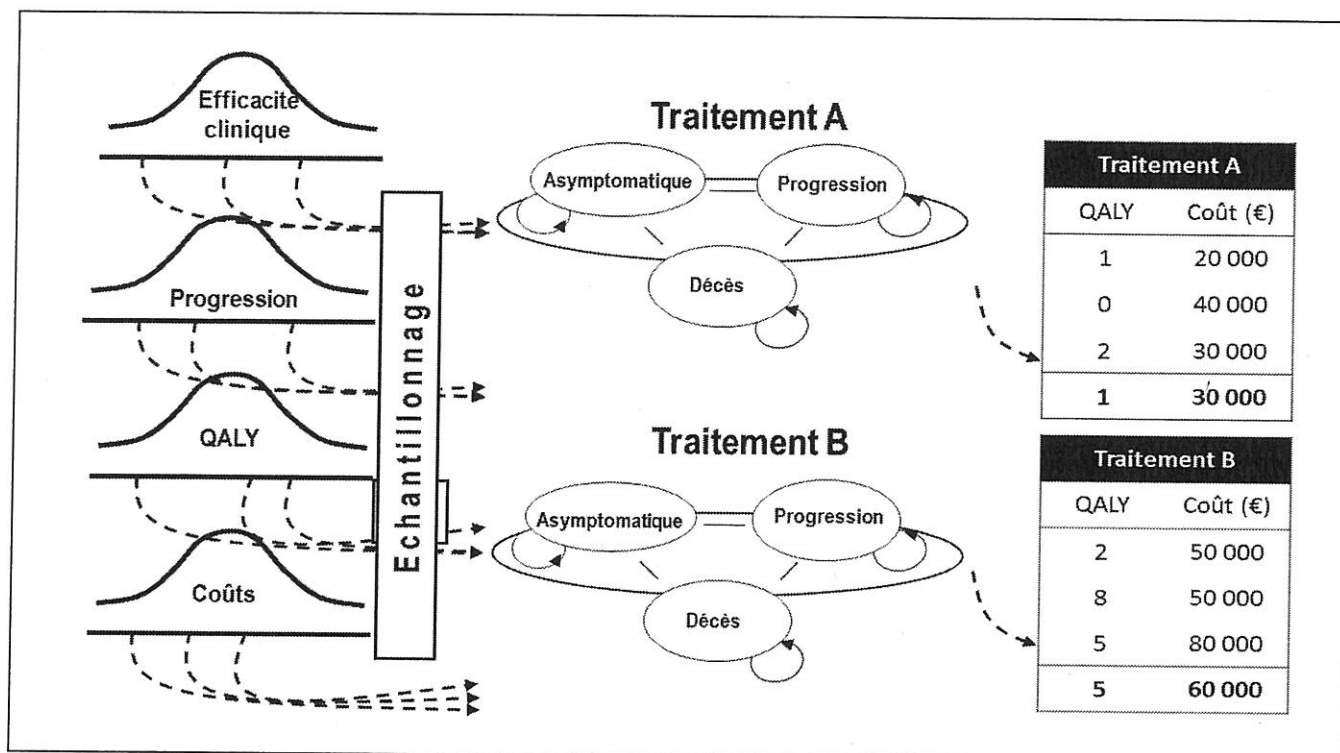 Efficacité
clinique
Progression
QALY
Coûts
Echantillonnage
Traitement A
Asymptomatique
Progression
Décès
Traitement B
Asymptomatique
Progression
Décès
Traitement A
QALY Coût (€)
1 20 000
0 40 000
2 30 000
1 30 000
Traitement B
QALY Coût (€)
2 50 000
8 50 000
5 80 000
5 60 000